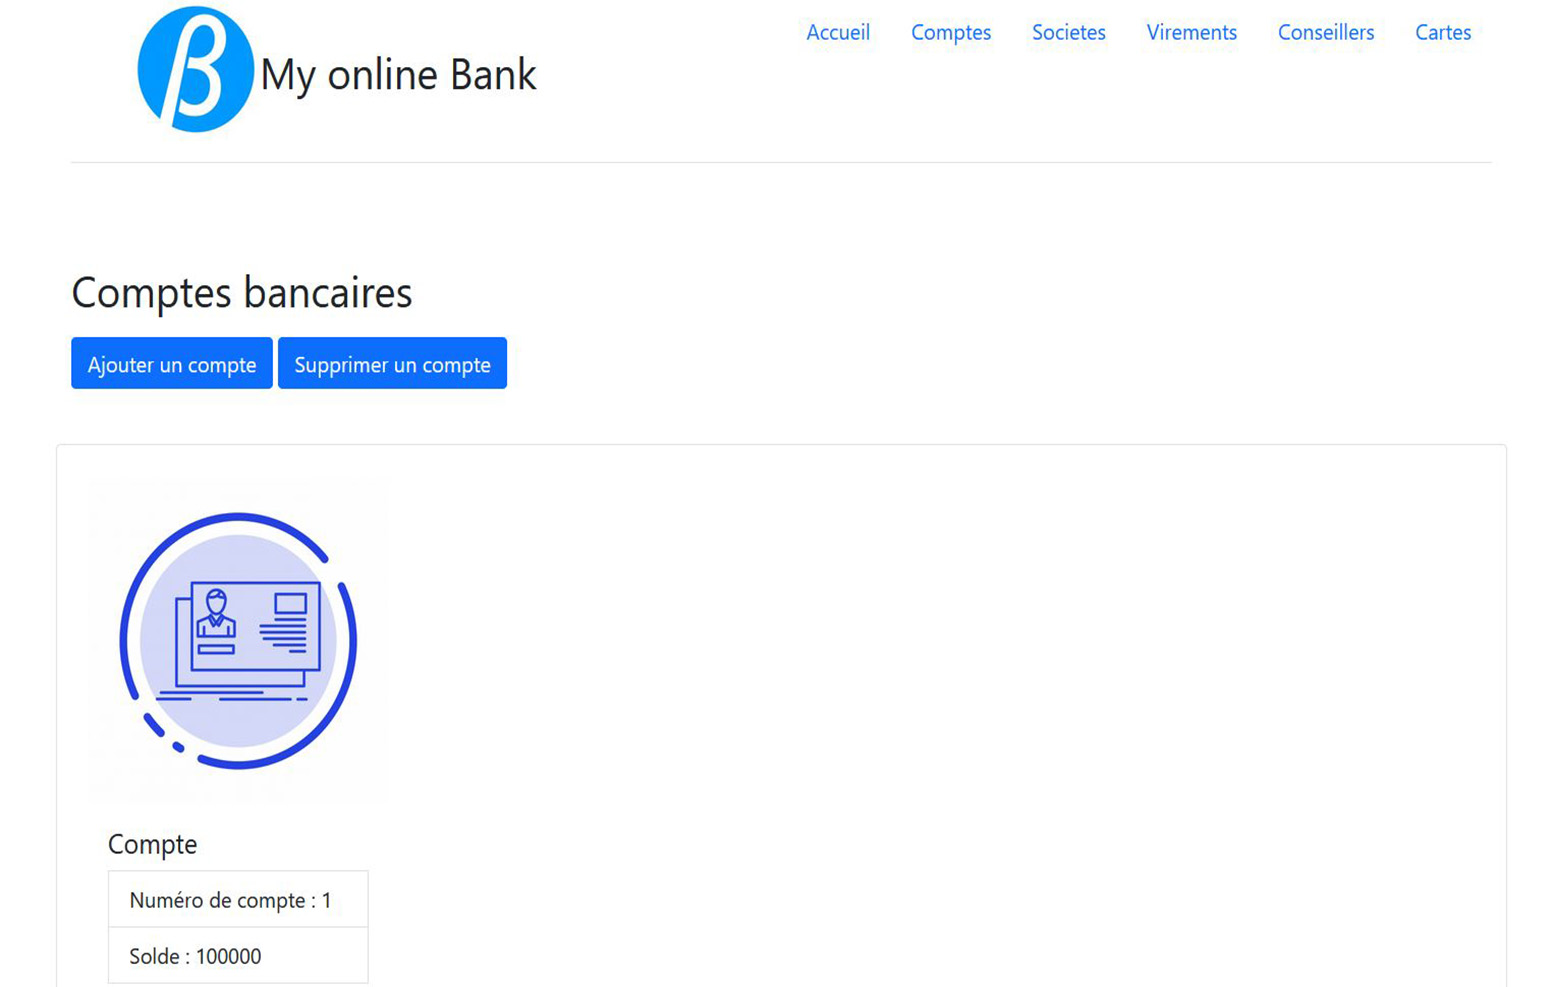 β
My online Bank
Accueil Comptes Societes Virements Conseillers Cartes
Comptes bancaires
Ajouter un compte Supprimer un compte
Compte
Numéro de compte : 1
Solde : 100000